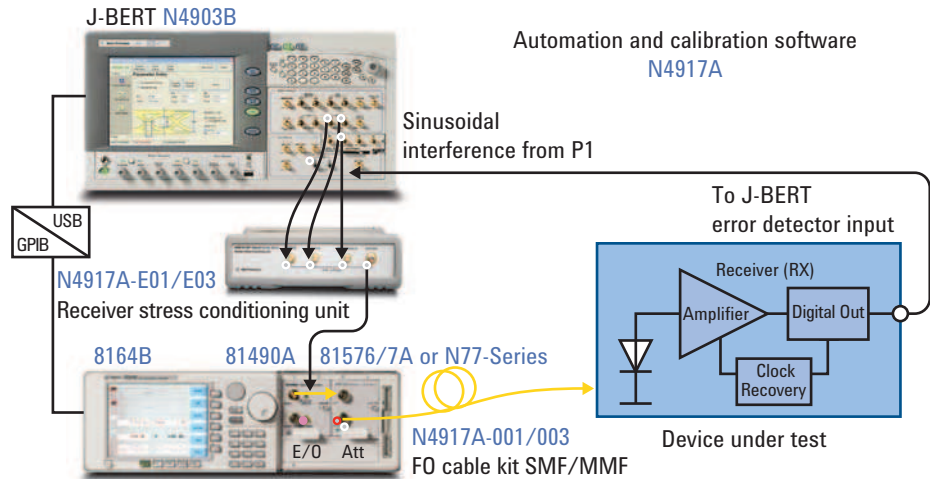 J-BERT N4903B
Automation and calibration software
N4917A
Sinusoidal
interference from P1
To J-BERT
error detector input
USB
GPIB
N4917A-E01/E03
Receiver stress conditioning unit
Receiver (RX)
Amplifier
Digital Out
Clock
Recovery
8164B
81490A
81576/7A or N77-Series
E/O
Att
N4917A-001/003
FO cable kit SMF/MMF
Device under test